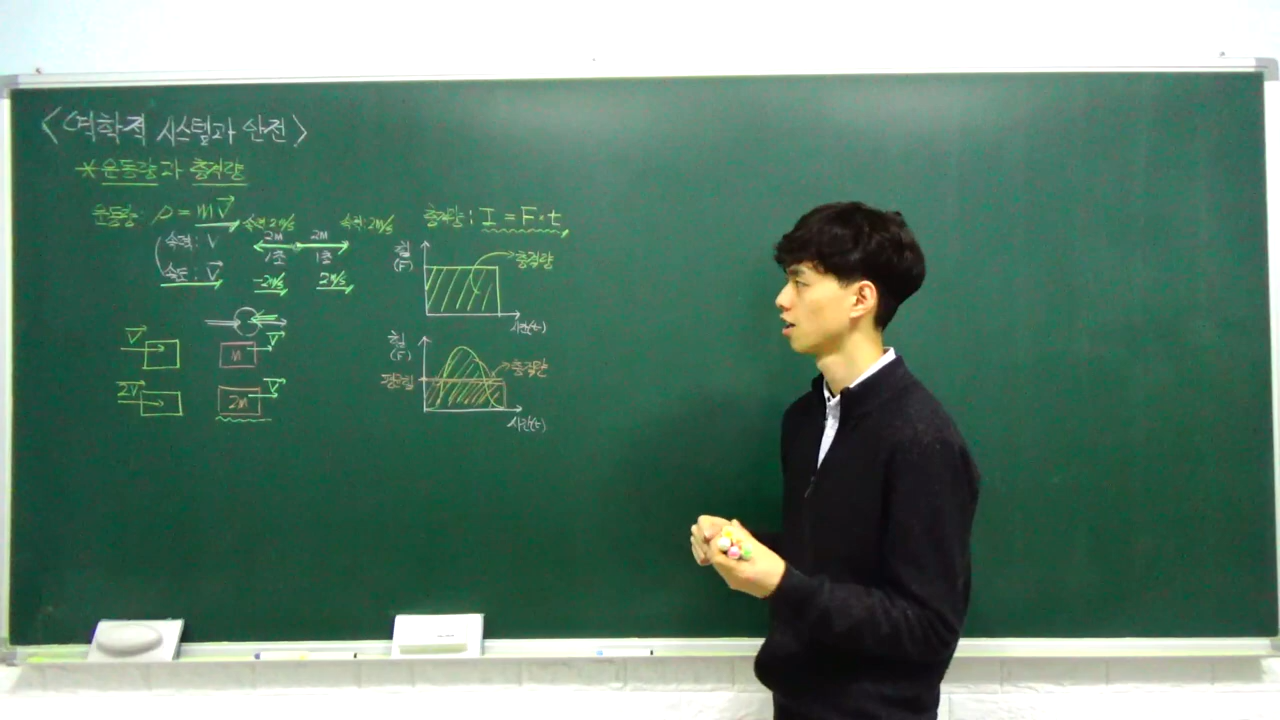 <역학적 시스템과 안전>
*운동량과 충격량
운동량: p = mv⃗
속력: 2m/s 속력: 2m/s
속력: V 2M 2M
1초 1초
속도: V⃗ -2m/s 2m/s
V⃗ m V⃗
2V⃗ 2m V⃗
충격량: I = F·t
힘
(F)
충격량
시간(t)
힘
(F)
평균힘
충격량
시간(t)